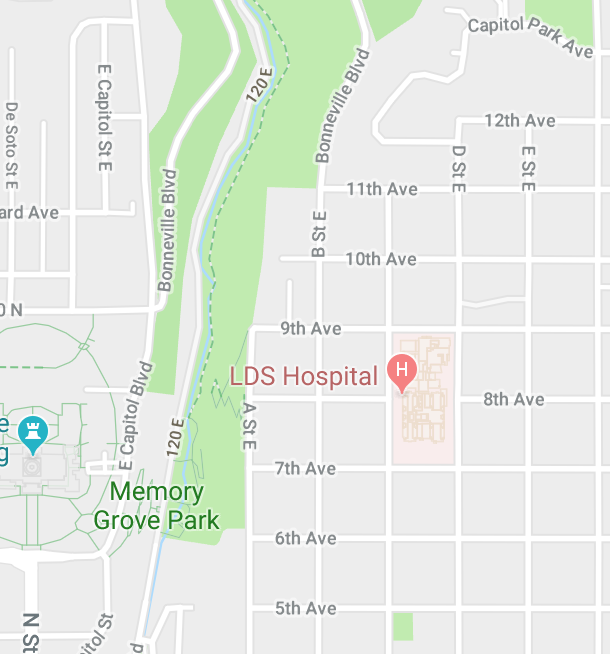 Capitol Park Ave
120 E
E Capitol St E
Bonneville Blvd
De Soto St E
12th Ave
D St E
E St E
11th Ave
ard Ave
Bonneville Blvd
B St E
10th Ave
0 N
9th Ave
LDS Hospital
H
E Capitol Blvd
8th Ave
A St E
e
g
120 E
7th Ave
Memory
Grove Park
6th Ave
5th Ave
N St
itol St
d